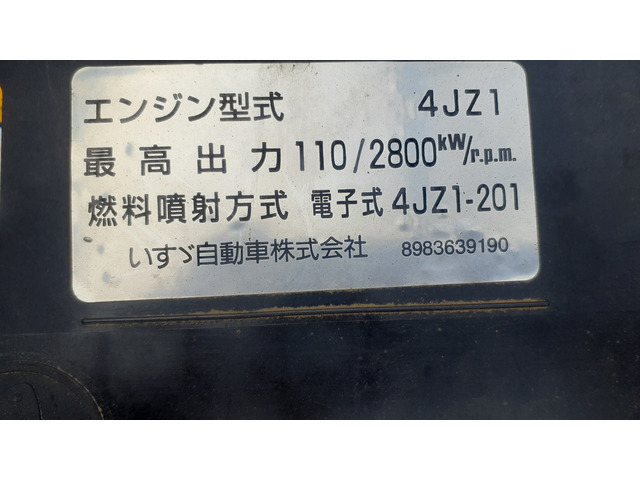 エンジン型式 4JZ1
最高出力 110/2800kW/r.p.m.
燃料噴射方式 電子式 4JZ1-201
いすゞ自動車株式会社 8983639190